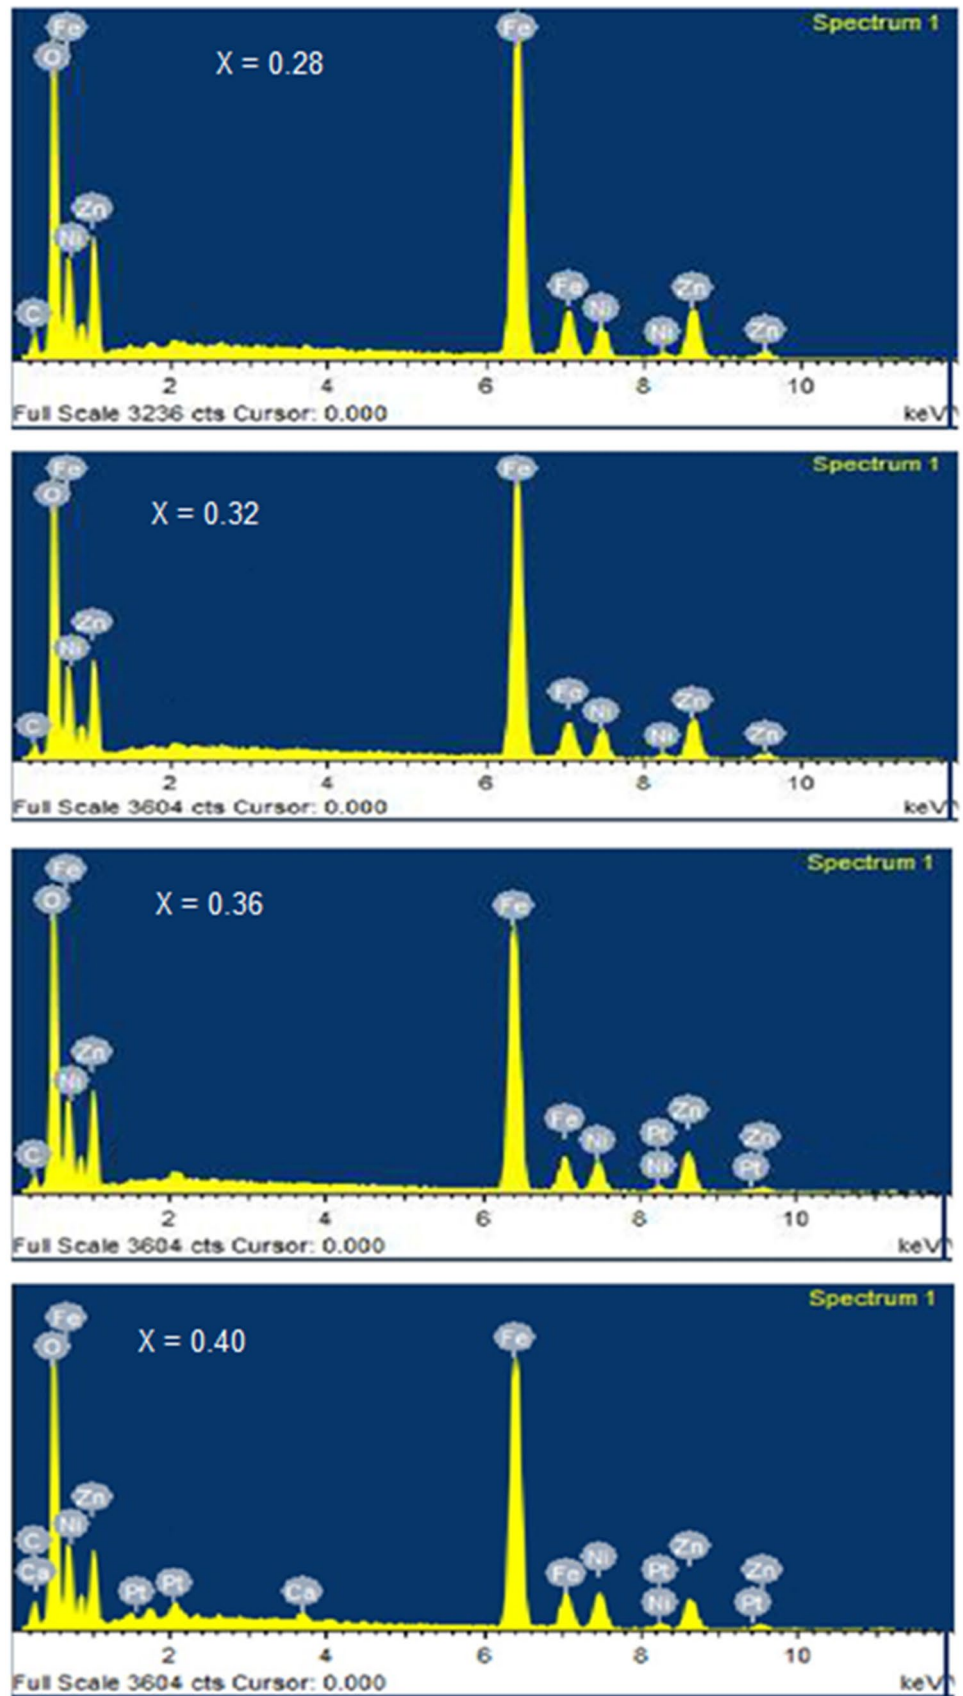 Fe Fe Spectrum 1
O X = 0.28
Zn
Ni
Fe Zn
C Ni
Ni Zn
2 4 6 8 10
Full Scale 3236 cts Cursor: 0.000 keV
Fe Fe Spectrum 1
O
X = 0.32
Zn
Ni
Fe Zn
C Ni
Ni Zn
2 4 6 8 10
Full Scale 3604 cts Cursor: 0.000 keV
Fe Spectrum 1
O X = 0.36 Fe
Zn
Ni
Fe Zn
C Ni Pt Zn
Ni Pt
2 4 6 8 10
Full Scale 3604 cts Cursor: 0.000 keV
Fe Spectrum 1
O X = 0.40 Fe
Zn
Ni
C Ni Zn
Ca Pt Pt Ca Fe Pt Zn
Ni Pt
2 4 6 8 10
Full Scale 3604 cts Cursor: 0.000 keV